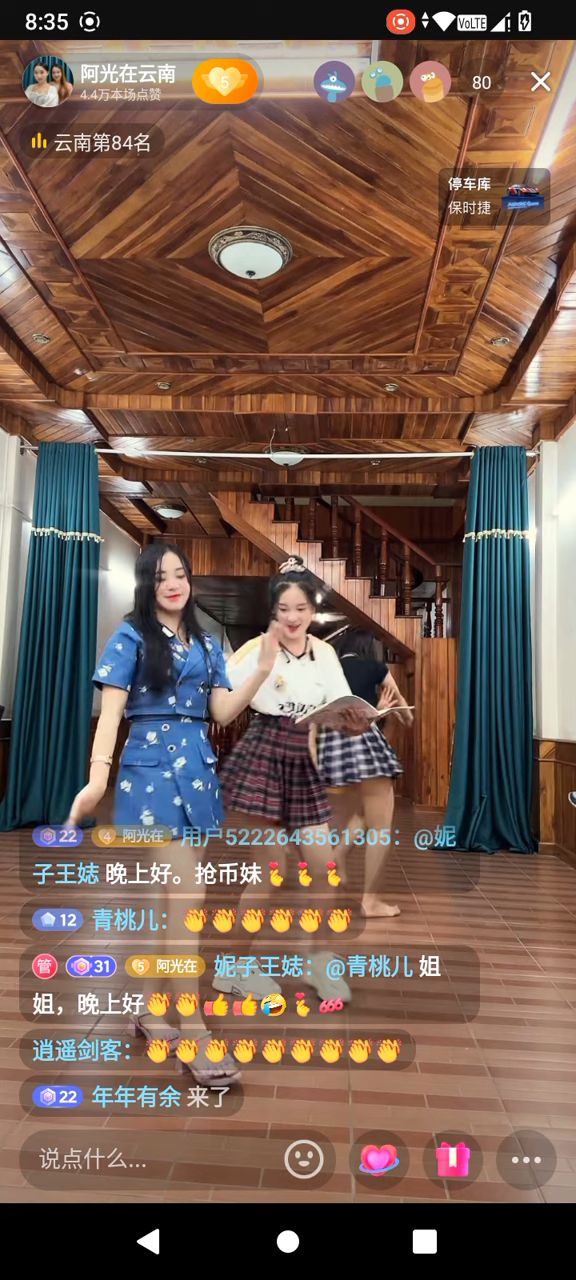 8:35
VoLTE
阿光在云南
4.4万本场点赞
5
80
云南第84名
停车库
保时捷
22 4 阿光在 用户5222643561305：@妮
子王娡 晚上好。抢币妹🫰🫰🫰
12 青桃儿：👏👏👏👏👏👏
管 31 5 阿光在 妮子王娡：@青桃儿 姐
姐，晚上好👏👏👍👍🤣🫰666
逍遥剑客：👏👏👏👏👏👏👏👏👏
22 年年有余 来了
说点什么...